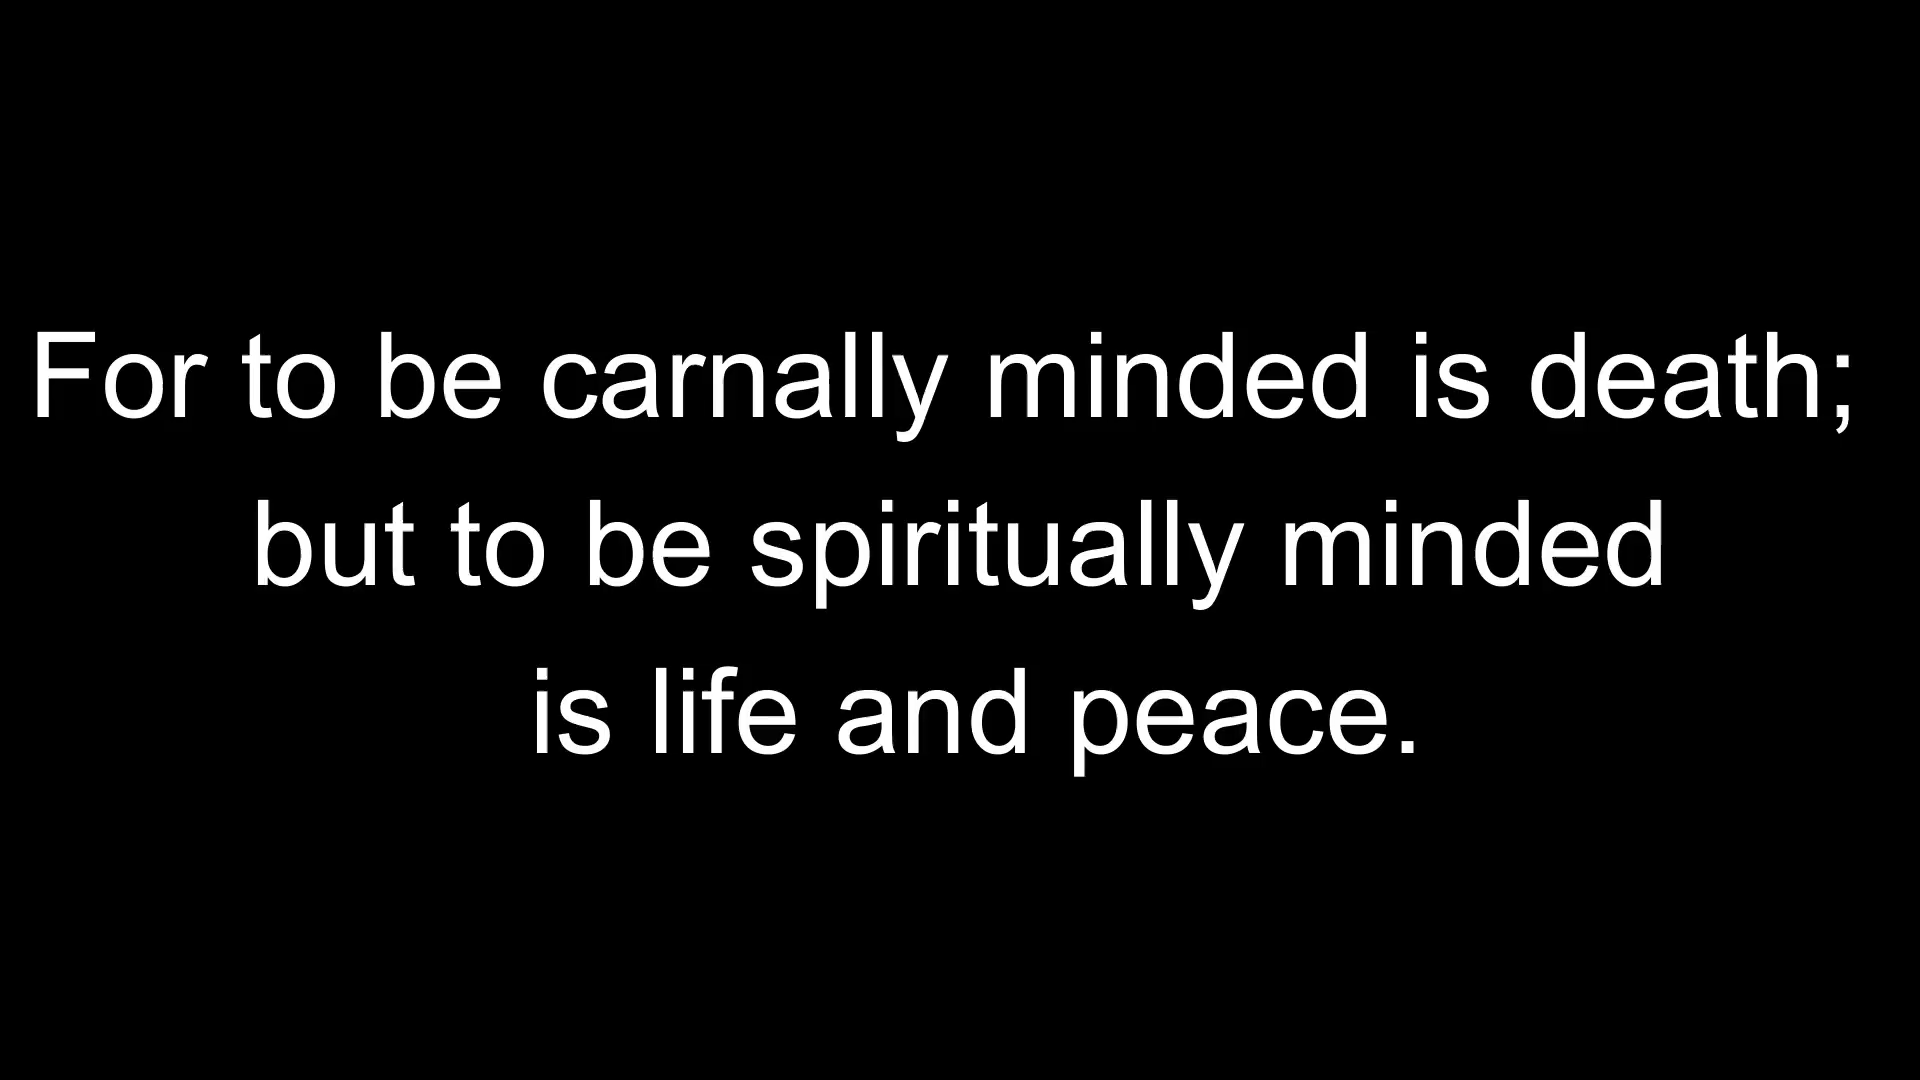 For to be carnally minded is death;
but to be spiritually minded
is life and peace.